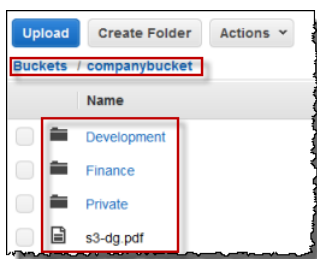 Upload Create Folder Actions
Buckets / companybucket
Name
Development
Finance
Private
s3-dg.pdf